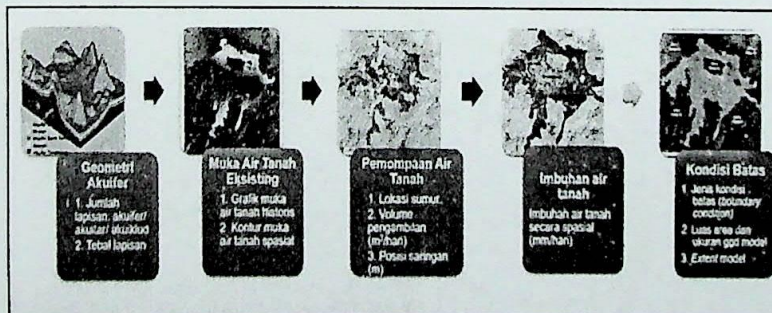 Geometri
Akuifer
1. Jumlah
lapisan, akuifer/
akuitar/ akuiklud
2. Tebal lapisan
Muka Air Tanah
Eksisting
1. Grafik muka
air tanah historis
2. Kontur muka
air tanah spasial
Pemompaan Air
Tanah
1. Lokasi sumur.
2. Volume
pengambilan
(m³/hari)
3. Posisi saringan
(m)
Imbuhan air
tanah
Imbuhan air tanah
secara spasial
(mm/hari)
Kondisi Batas
1. Jenis kondisi
batas (boundary
condition)
2. Luas area dan
ukuran grid model
3. Extent model